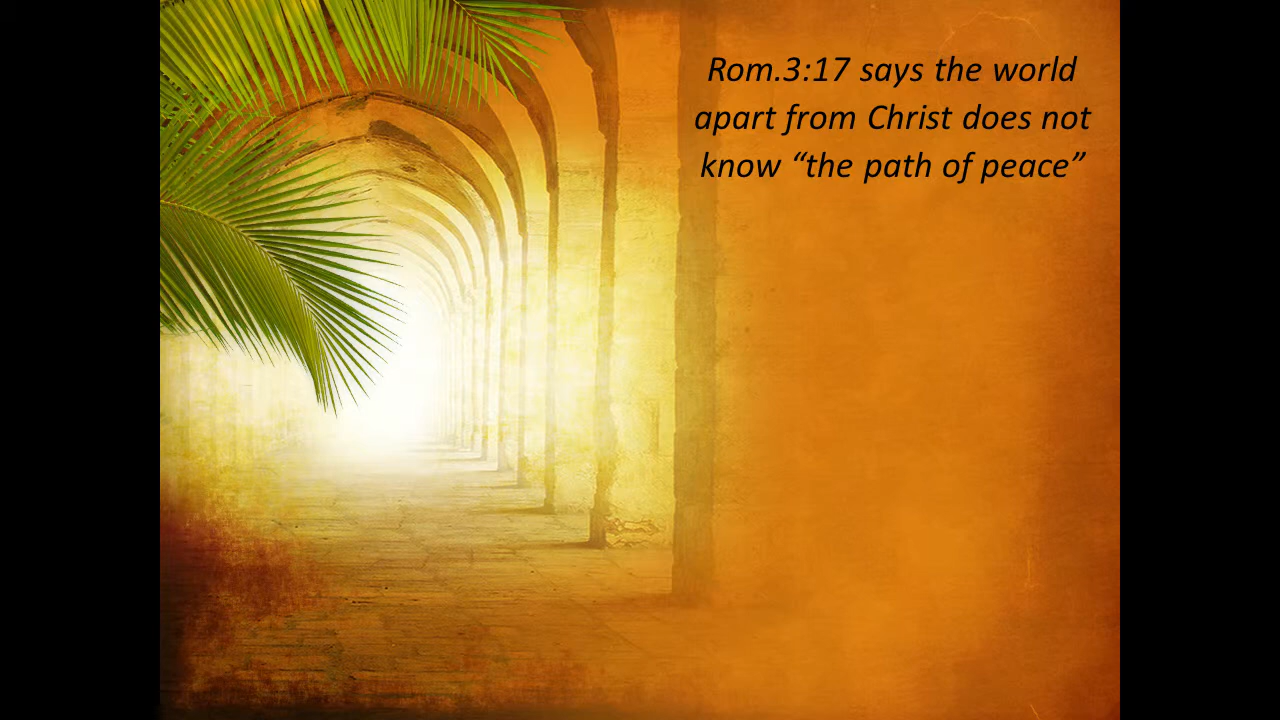 Rom.3:17 says the world
apart from Christ does not
know “the path of peace”